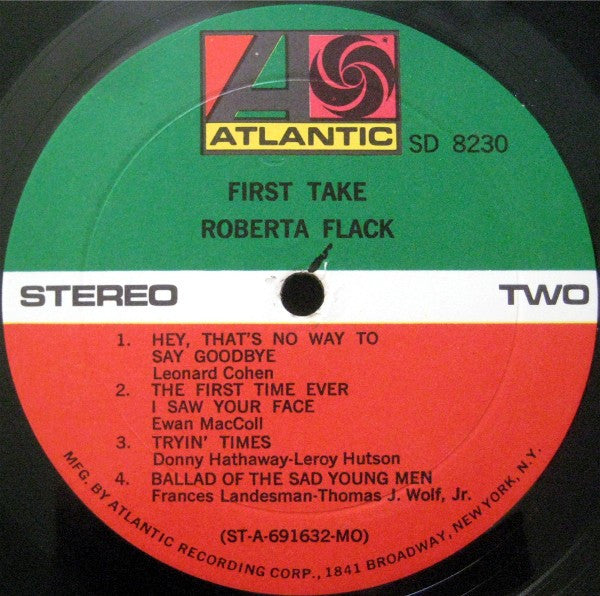 ATLANTIC
SD 8230
FIRST TAKE
ROBERTA FLACK
STEREO
TWO
1. HEY, THAT'S NO WAY TO
SAY GOODBYE
Leonard Cohen
2. THE FIRST TIME EVER
I SAW YOUR FACE
Ewan MacColl
3. TRYIN' TIMES
Donny Hathaway-Leroy Hutson
4. BALLAD OF THE SAD YOUNG MEN
Frances Landesman-Thomas J. Wolf, Jr.
(ST-A-691632-MO)
MFG. BY ATLANTIC RECORDING CORP., 1841 BROADWAY, NEW YORK, N.Y.